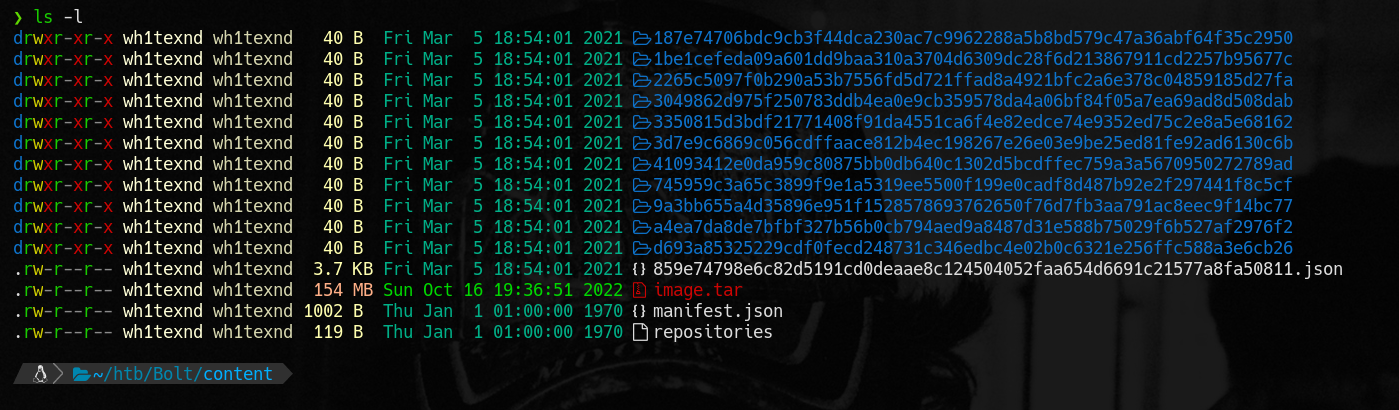 ❯ ls -l
drwxr-xr-x wh1texnd wh1texnd 40 B Fri Mar 5 18:54:01 2021 187e74706bdc9cb3f44dca230ac7c9962288a5b8bd579c47a36abf64f35c2950
drwxr-xr-x wh1texnd wh1texnd 40 B Fri Mar 5 18:54:01 2021 1be1cefeda09a601dd9baa310a3704d6309dc28f6d213867911cd2257b95677c
drwxr-xr-x wh1texnd wh1texnd 40 B Fri Mar 5 18:54:01 2021 2265c5097f0b290a53b7556fd5d721ffad8a4921bfc2a6e378c04859185d27fa
drwxr-xr-x wh1texnd wh1texnd 40 B Fri Mar 5 18:54:01 2021 3049862d975f250783ddb4ea0e9cb359578da4a06bf84f05a7ea69ad8d508dab
drwxr-xr-x wh1texnd wh1texnd 40 B Fri Mar 5 18:54:01 2021 3350815d3bdf21771408f91da4551ca6f4e82edce74e9352ed75c2e8a5e68162
drwxr-xr-x wh1texnd wh1texnd 40 B Fri Mar 5 18:54:01 2021 3d7e9c6869c056cdffaace812b4ec198267e26e03e9be25ed81fe92ad6130c6b
drwxr-xr-x wh1texnd wh1texnd 40 B Fri Mar 5 18:54:01 2021 41093412e0da959c80875bb0db640c1302d5bcdffec759a3a5670950272789ad
drwxr-xr-x wh1texnd wh1texnd 40 B Fri Mar 5 18:54:01 2021 745959c3a65c3899f9e1a5319ee5500f199e0cadf8d487b92e2f297441f8c5cf
drwxr-xr-x wh1texnd wh1texnd 40 B Fri Mar 5 18:54:01 2021 9a3bb655a4d35896e951f1528578693762650f76d7fb3aa791ac8eec9f14bc77
drwxr-xr-x wh1texnd wh1texnd 40 B Fri Mar 5 18:54:01 2021 a4ea7da8de7bfbf327b56b0cb794aed9a8487d31e588b75029f6b527af2976f2
drwxr-xr-x wh1texnd wh1texnd 40 B Fri Mar 5 18:54:01 2021 d693a85325229cdf0fecd248731c346edbc4e02b0c6321e256ffc588a3e6cb26
.rw-r--r-- wh1texnd wh1texnd 3.7 KB Fri Mar 5 18:54:01 2021 {} 859e74798e6c82d5191cd0deaae8c124504052faa654d6691c21577a8fa50811.json
.rw-r--r-- wh1texnd wh1texnd 154 MB Sun Oct 16 19:36:51 2022 image.tar
.rw-r--r-- wh1texnd wh1texnd 1002 B Thu Jan 1 01:00:00 1970 {} manifest.json
.rw-r--r-- wh1texnd wh1texnd 119 B Thu Jan 1 01:00:00 1970 repositories
~/htb/Bolt/content